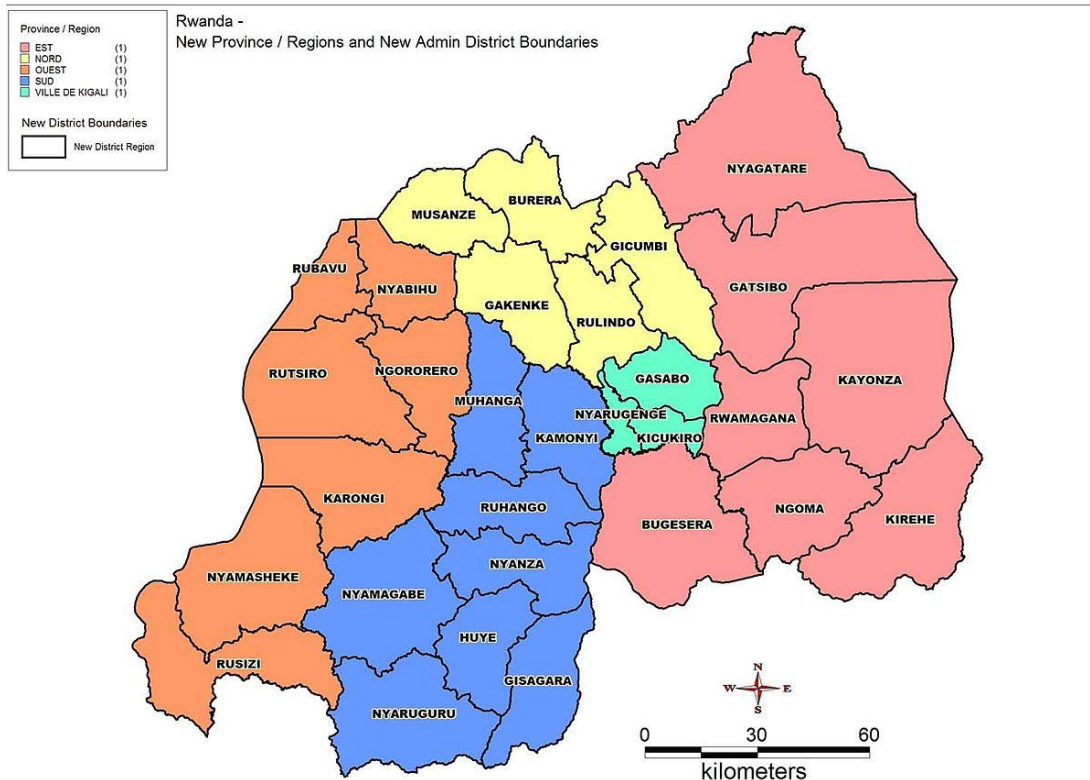 Rwanda -
New Province / Regions and New Admin District Boundaries
Province / Region
EST (1)
NORD (1)
OUEST (1)
SUD (1)
VILLE DE KIGALI (1)
New District Boundaries
New District Region
NYAGATARE
BURERA
MUSANZE
GICUMBI
RUBAVU
NYABIHU
GATSIBO
GAKENKE
RULINDO
RUTSIRO
NGORORERO
GASABO
KAYONZA
MUHANGA
NYARUGENGE
RWAMAGANA
KAMONYI
KICUKIRO
KARONGI
RUHANGO
NGOMA
BUGESERA
KIREHE
NYANZA
NYAMASHEKE
NYAMAGABE
HUYE
RUSIZI
GISAGARA
NYARUGURU
N
W E
S
0 30 60
kilometers